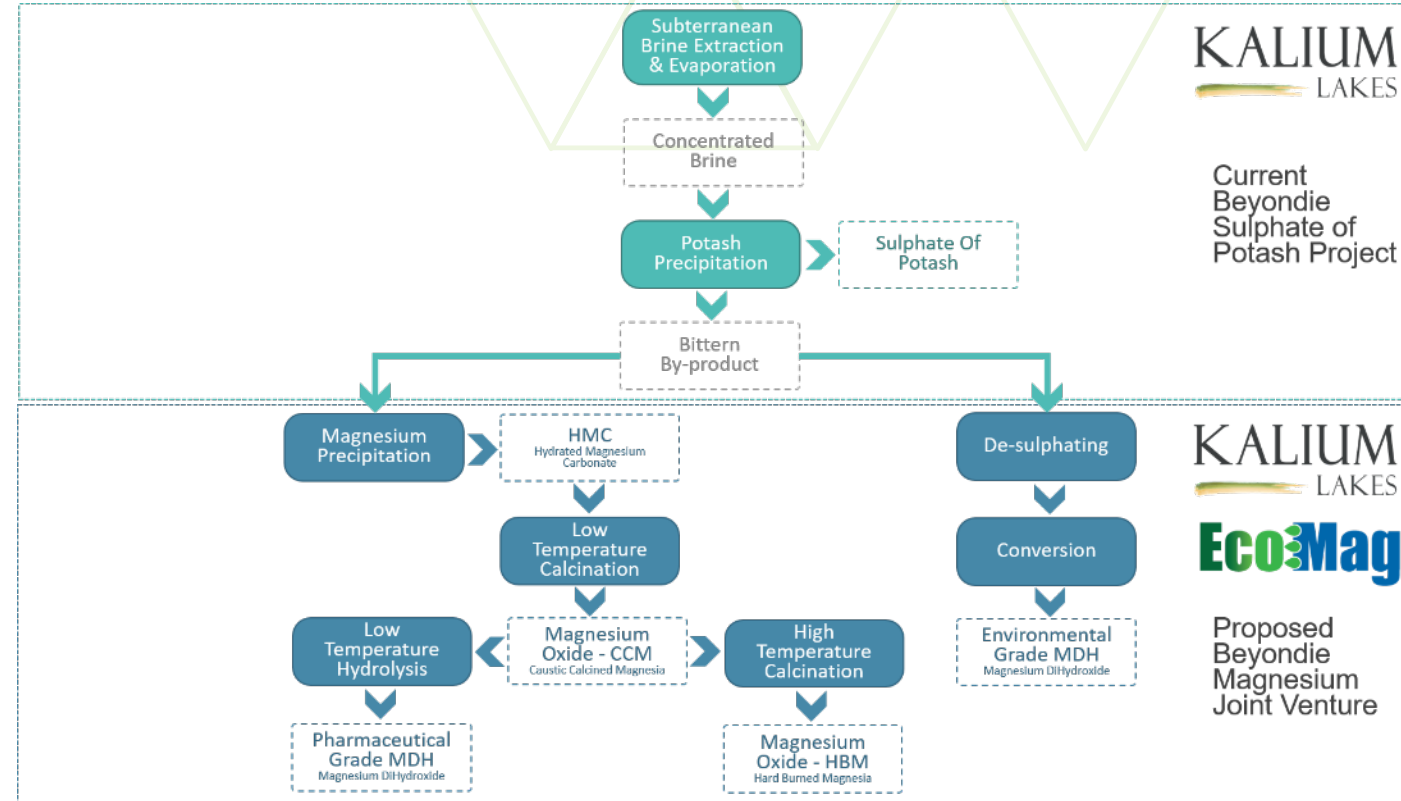 Subterranean
Brine Extraction
& Evaporation
KALIUM
LAKES
Concentrated
Brine
Current
Beyondie
Sulphate of
Potash Project
Potash
Precipitation
Sulphate Of
Potash
Bittern
By-product
Magnesium
Precipitation
HMC
Hydrated Magnesium
Carbonate
De-sulphating
KALIUM
LAKES
Low
Temperature
Calcination
Conversion
EcoMag
Low
Temperature
Hydrolysis
Magnesium
Oxide - CCM
Caustic Calcined Magnesia
High
Temperature
Calcination
Environmental
Grade MDH
Magnesium DiHydroxide
Proposed
Beyondie
Magnesium
Joint Venture
Pharmaceutical
Grade MDH
Magnesium DiHydroxide
Magnesium
Oxide - HBM
Hard Burned Magnesia